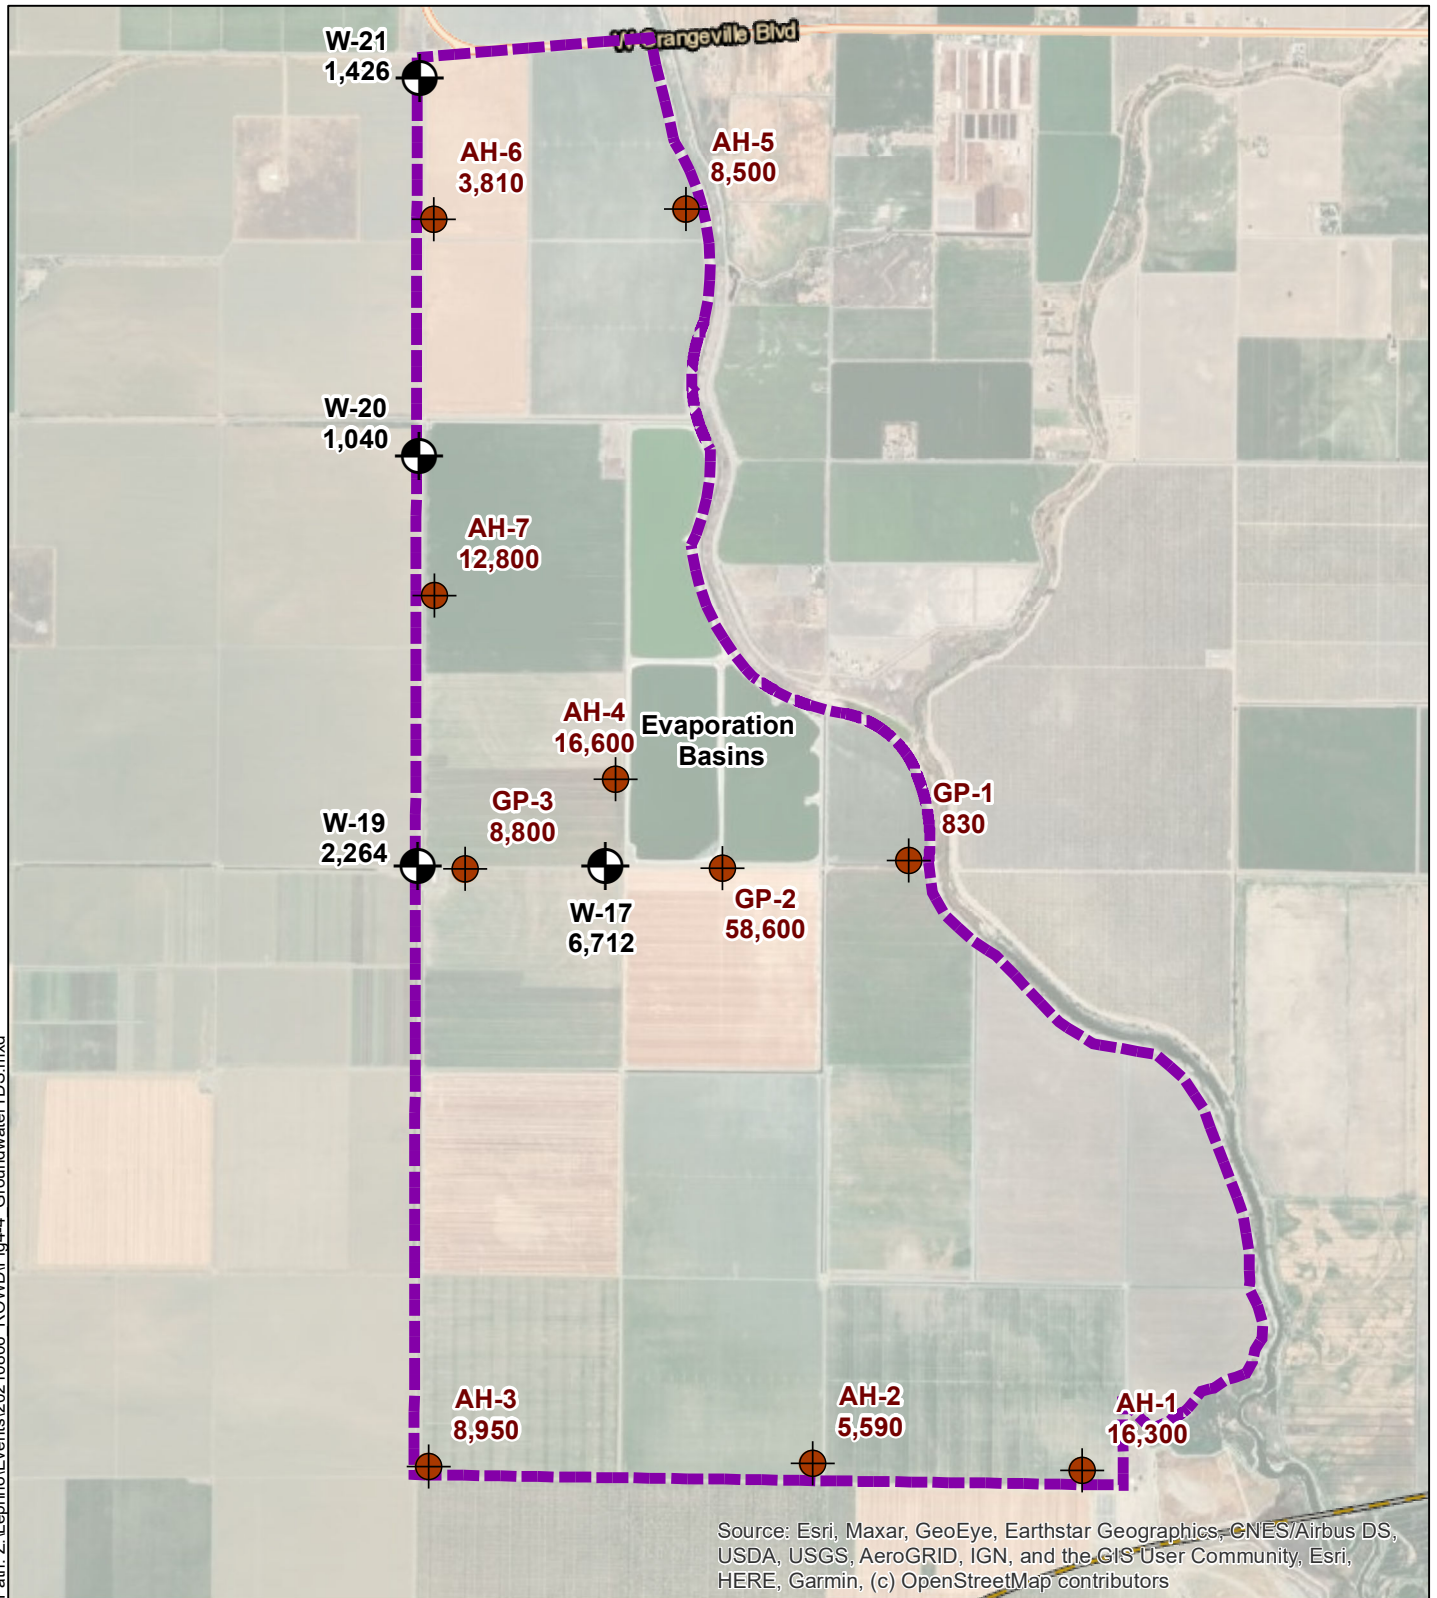 W Grangeville Blvd
W-21
1,426
AH-6
3,810
AH-5
8,500
W-20
1,040
AH-7
12,800
AH-4
16,600
Evaporation
Basins
GP-3
8,800
GP-1
830
W-19
2,264
GP-2
58,600
W-17
6,712
AH-3
8,950
AH-2
5,590
AH-1
16,300
Source: Esri, Maxar, GeoEye, Earthstar Geographics, CNES/Airbus DS,
USDA, USGS, AeroGRID, IGN, and the GIS User Community, Esri,
HERE, Garmin, (c) OpenStreetMap contributors